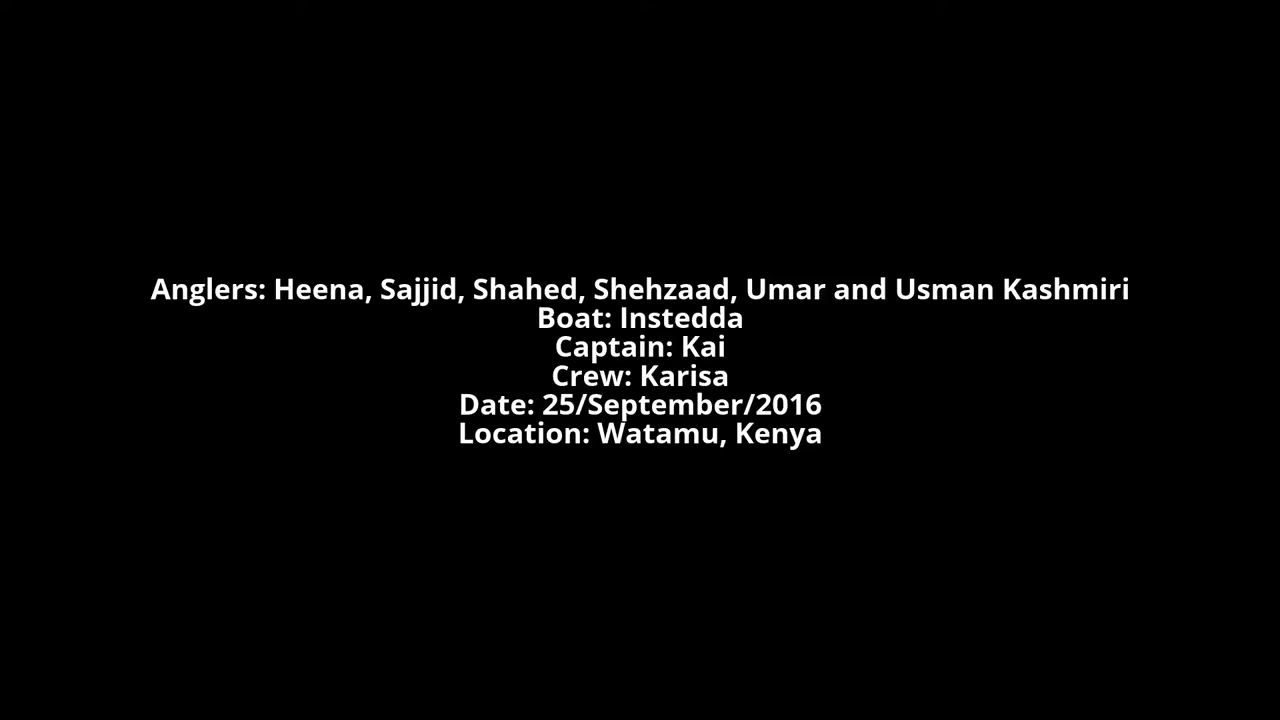 Anglers: Heena, Sajjid, Shahed, Shehzaad, Umar and Usman Kashmiri
Boat: Instedda
Captain: Kai
Crew: Karisa
Date: 25/September/2016
Location: Watamu, Kenya